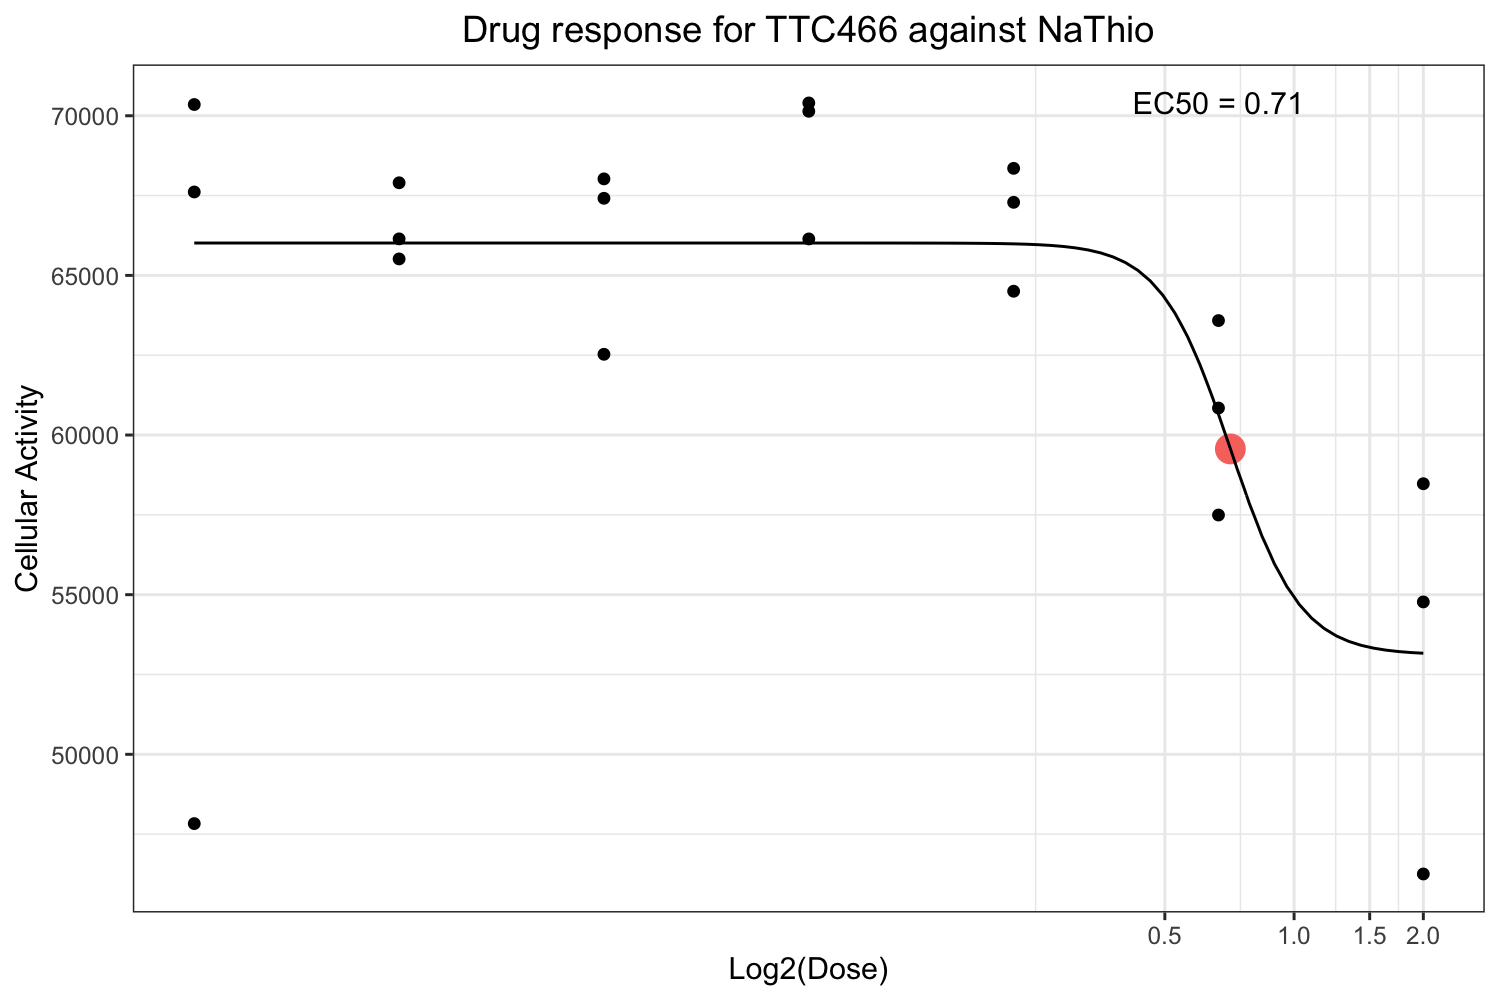 Drug response for TTC466 against NaThio
EC50 = 0.71
70000
65000
60000
55000
50000
Cellular Activity
0.5 1.0 1.5 2.0
Log2(Dose)